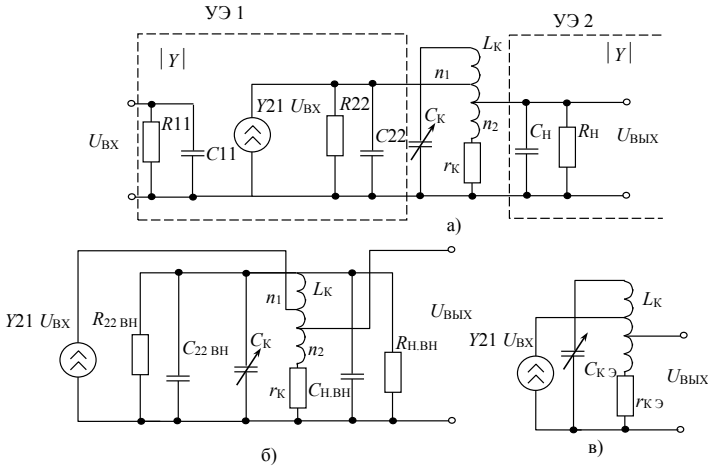 УЭ 1
УЭ 2
|Y|
LК
|Y|
n1
Y21 UВХ
R22
CК
R11
C22
CН
RН
UВХ
C11
n2
UВЫХ
rК
а)
n1
LК
LК
R22 ВН
UВЫХ
Y21 UВХ
CК
RН.ВН
Y21 UВХ
C22 ВН
n2
CК Э
UВЫХ
rК
CН.ВН
rК Э
б)
в)